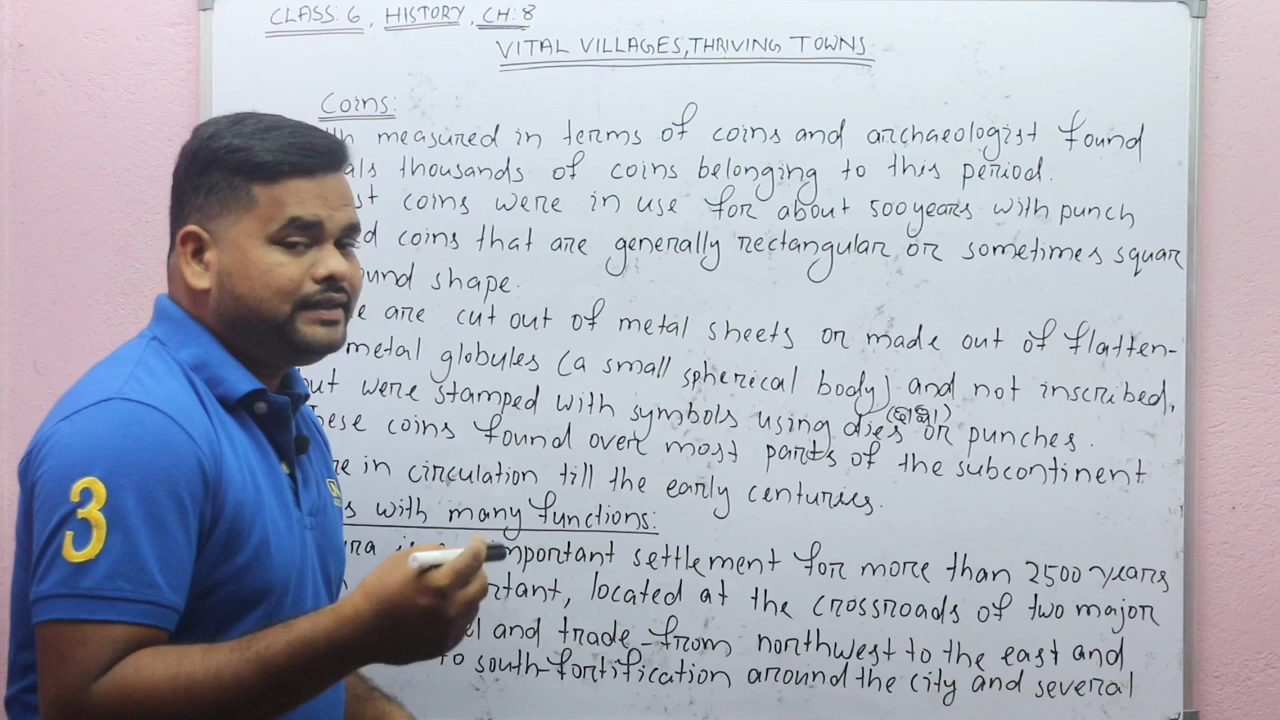 CLASS: 6, HISTORY, CH: 8
VITAL VILLAGES, THRIVING TOWNS
Coins:
measured in terms of coins and archaeologist found
thousands of coins belonging to this period.
coins were in use for about 500 years with punch
coins that are generally rectangular or sometimes squar
shape.
are cut out of metal sheets or made out of flatten-
metal globules (a small spherical body) and not inscribed,
but were stamped with symbols using dies or punches.
These coins found over most parts of the subcontinent
in circulation till the early centuries.
with many functions:
important settlement for more than 2500 years
located at the crossroads of two major
and trade-from northwest to the east and
to south-fortification around the city and several
3